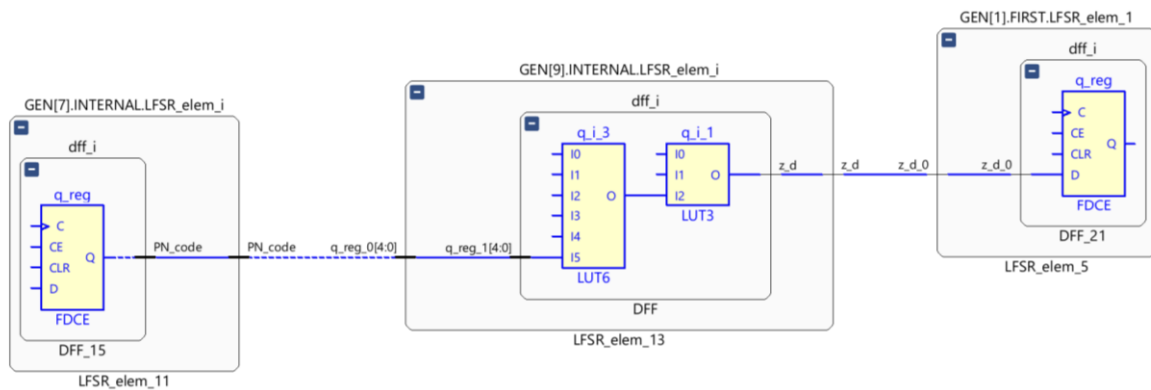 GEN[7].INTERNAL.LFSR_elem_i
dff_i
q_reg
C
CE
CLR
D
Q
FDCE
DFF_15
LFSR_elem_11
PN_code
PN_code
q_reg_0[4:0]
GEN[9].INTERNAL.LFSR_elem_i
q_reg_1[4:0]
dff_i
q_i_3
I0
I1
I2
I3
I4
I5
O
LUT6
q_i_1
I0
I1
I2
O
LUT3
DFF
LFSR_elem_13
z_d
z_d
z_d_0
z_d_0
GEN[1].FIRST.LFSR_elem_1
dff_i
q_reg
C
CE
CLR
D
Q
FDCE
DFF_21
LFSR_elem_5